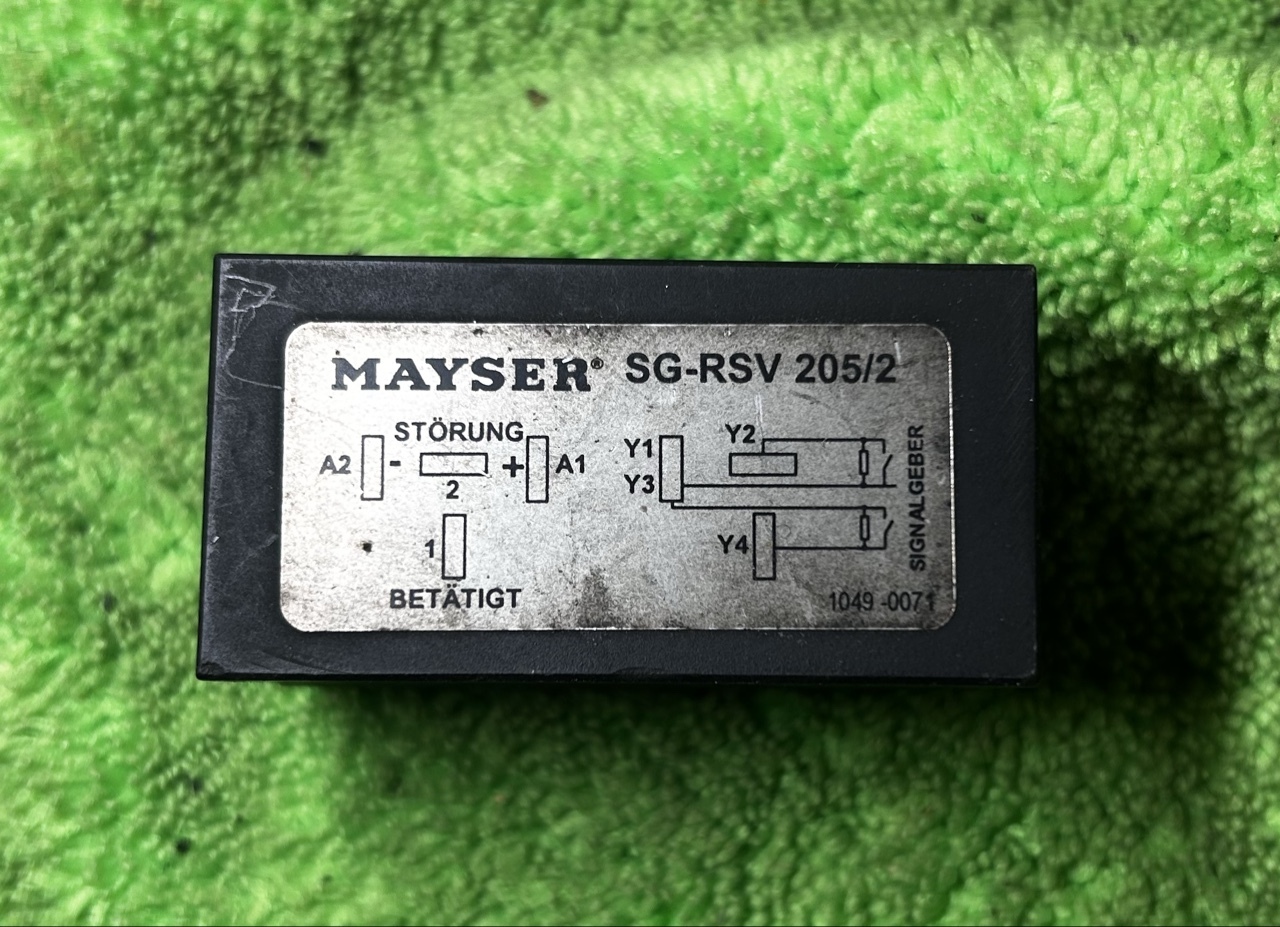 MAYSER® SG-RSV 205/2
STÖRUNG
A2 - + A1
2
1
BETÄTIGT
Y1 Y2
Y3
Y4
SIGNALGEBER
1049 -0071